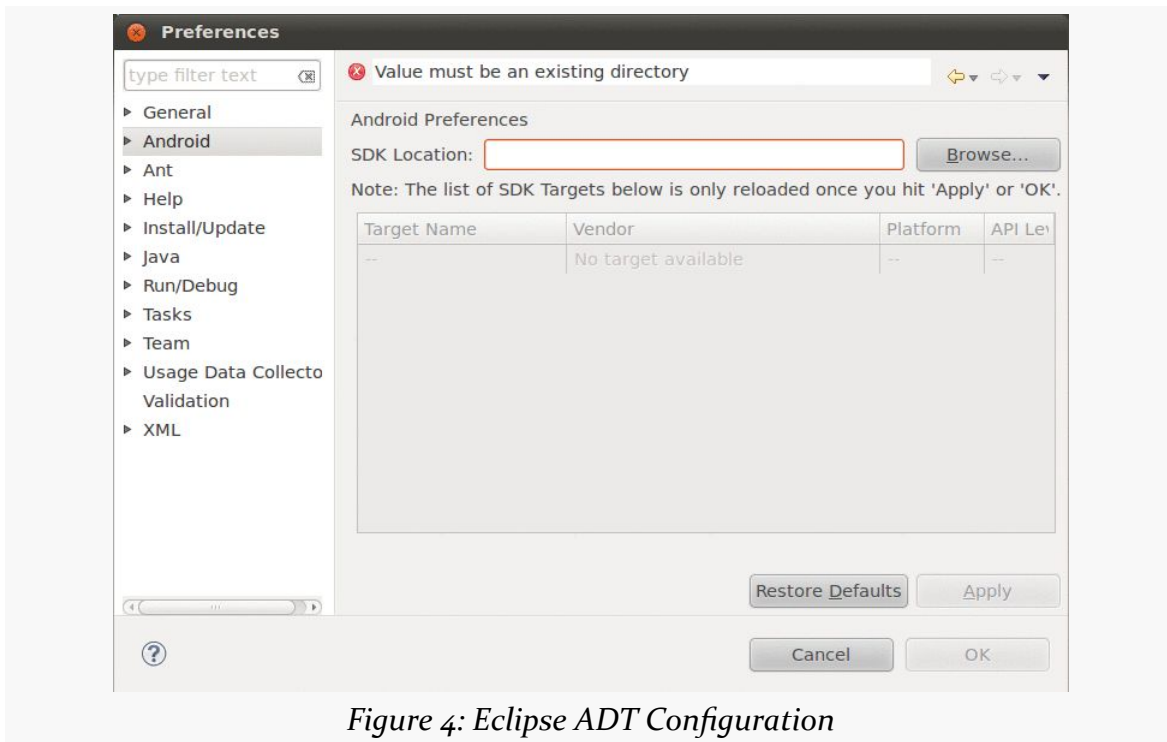 Preferences
type filter text
Value must be an existing directory
General
Android
Ant
Help
Install/Update
Java
Run/Debug
Tasks
Team
Usage Data Collecto
Validation
XML
Android Preferences
SDK Location:
Browse...
Note: The list of SDK Targets below is only reloaded once you hit 'Apply' or 'OK'.
Target Name Vendor Platform API Lev
-- No target available -- --
Restore Defaults Apply
Cancel OK
Figure 4: Eclipse ADT Configuration